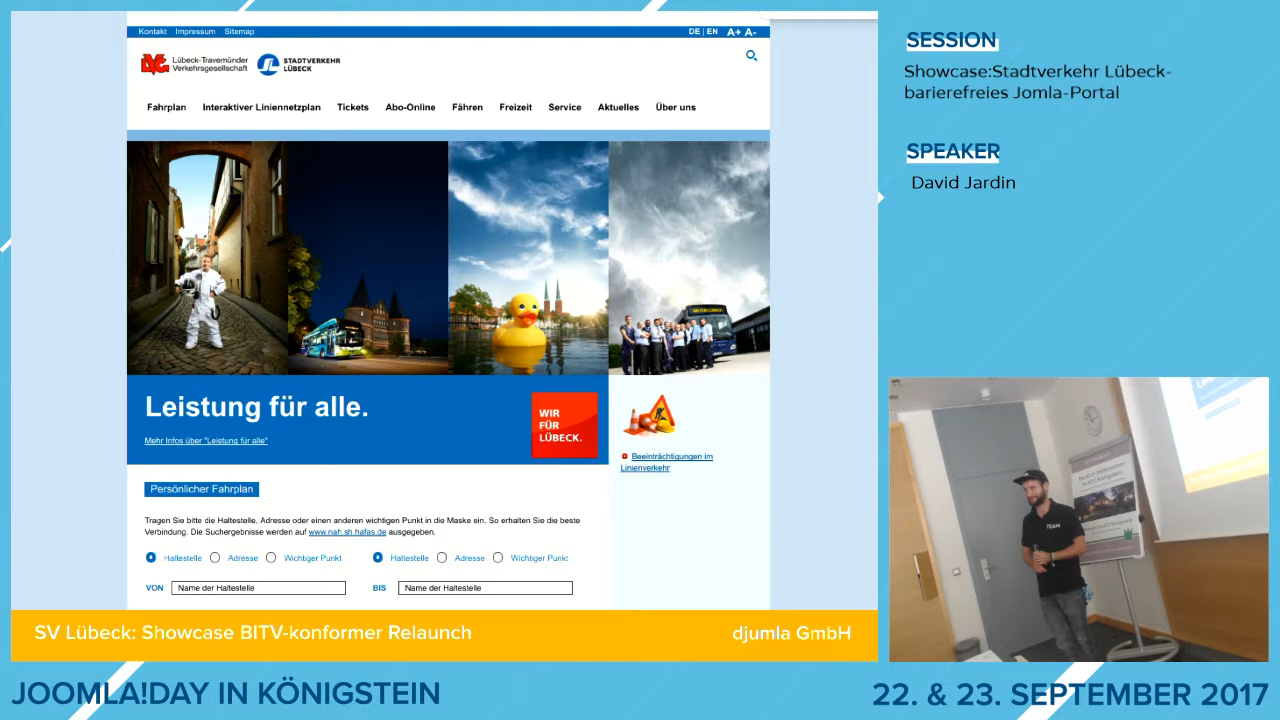 Kontakt Impressum Sitemap
DE | EN A+ A-
Lübeck-Travemünder
Verkehrsgesellschaft
STADTVERKEHR
LÜBECK
Fahrplan Interaktiver Liniennetzplan Tickets Abo-Online Fähren Freizeit Service Aktuelles Über uns
Leistung für alle.
Mehr Infos über "Leistung für alle"
WIR
FÜR
LÜBECK.
Beeinträchtigungen im
Linienverkehr
Persönlicher Fahrplan
Tragen Sie bitte die Haltestelle, Adresse oder einen anderen wichtigen Punkt in die Maske ein. So erhalten Sie die beste
Verbindung. Die Suchergebnisse werden auf www.nah.sh.hafas.de ausgegeben.
Haltestelle Adresse Wichtiger Punkt Haltestelle Adresse Wichtiger Punkt
VON Name der Haltestelle BIS Name der Haltestelle
SV Lübeck: Showcase BITV-konformer Relaunch
djumla GmbH
SESSION
Showcase:Stadtverkehr Lübeck-
barierefreies Jomla-Portal
SPEAKER
David Jardin
TEAM
JOOMLA!DAY IN KÖNIGSTEIN
22. & 23. SEPTEMBER 2017